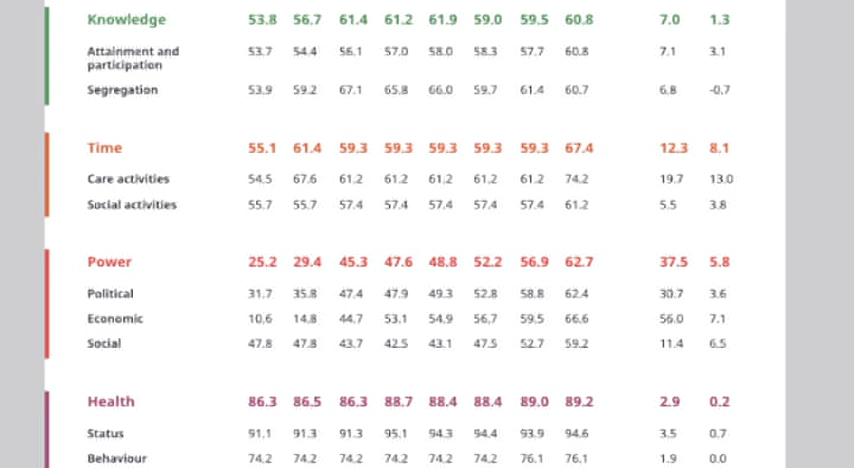 Knowledge 53.8 56.7 61.4 61.2 61.9 59.0 59.5 60.8 7.0 1.3
Attainment and
participation 53.7 54.4 56.1 57.0 58.0 58.3 57.7 60.8 7.1 3.1
Segregation 53.9 59.2 67.1 65.8 66.0 59.7 61.4 60.7 6.8 -0.7
Time 55.1 61.4 59.3 59.3 59.3 59.3 59.3 67.4 12.3 8.1
Care activities 54.5 67.6 61.2 61.2 61.2 61.2 61.2 74.2 19.7 13.0
Social activities 55.7 55.7 57.4 57.4 57.4 57.4 57.4 61.2 5.5 3.8
Power 25.2 29.4 45.3 47.6 48.8 52.2 56.9 62.7 37.5 5.8
Political 31.7 35.8 47.4 47.9 49.3 52.8 58.8 62.4 30.7 3.6
Economic 10.6 14.8 44.7 53.1 54.9 56.7 59.5 66.6 56.0 7.1
Social 47.8 47.8 43.7 42.5 43.1 47.5 52.7 59.2 11.4 6.5
Health 86.3 86.5 86.3 88.7 88.4 88.4 89.0 89.2 2.9 0.2
Status 91.1 91.3 91.3 95.1 94.3 94.4 93.9 94.6 3.5 0.7
Behaviour 74.2 74.2 74.2 74.2 74.2 74.2 76.1 76.1 1.9 0.0